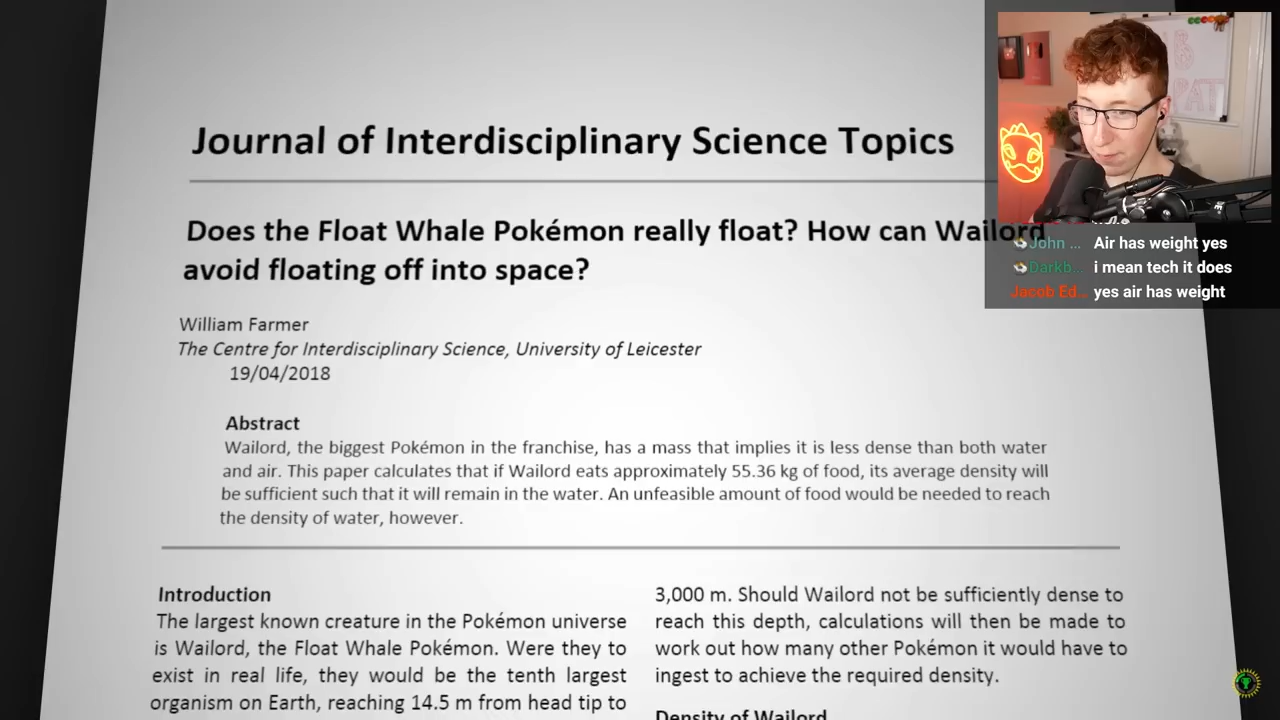 Journal of Interdisciplinary Science Topics
Does the Float Whale Pokémon really float? How can Wailord
avoid floating off into space?
William Farmer
The Centre for Interdisciplinary Science, University of Leicester
19/04/2018
Abstract
Wailord, the biggest Pokémon in the franchise, has a mass that implies it is less dense than both water
and air. This paper calculates that if Wailord eats approximately 55.36 kg of food, its average density will
be sufficient such that it will remain in the water. An unfeasible amount of food would be needed to reach
the density of water, however.
Introduction
The largest known creature in the Pokémon universe
is Wailord, the Float Whale Pokémon. Were they to
exist in real life, they would be the tenth largest
organism on Earth, reaching 14.5 m from head tip to
3,000 m. Should Wailord not be sufficiently dense to
reach this depth, calculations will then be made to
work out how many other Pokémon it would have to
ingest to achieve the required density.
Density of Wailord
John ... Air has weight yes
Darkb... i mean tech it does
Jacob Ed... yes air has weight